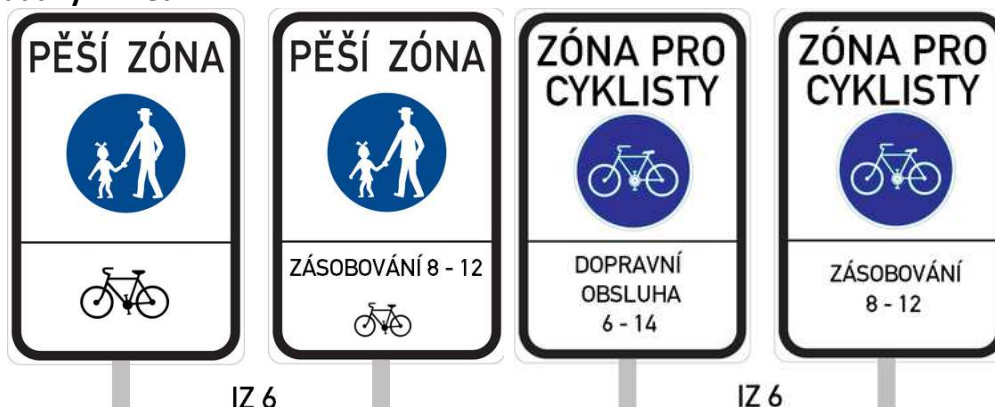 PĚŠÍ ZÓNA
PĚŠÍ ZÓNA
ZÁSOBOVÁNÍ 8 - 12
ZÓNA PRO
CYKLISTY
DOPRAVNÍ
OBSLUHA
6 - 14
ZÓNA PRO
CYKLISTY
ZÁSOBOVÁNÍ
8 - 12
IZ 6
IZ 6